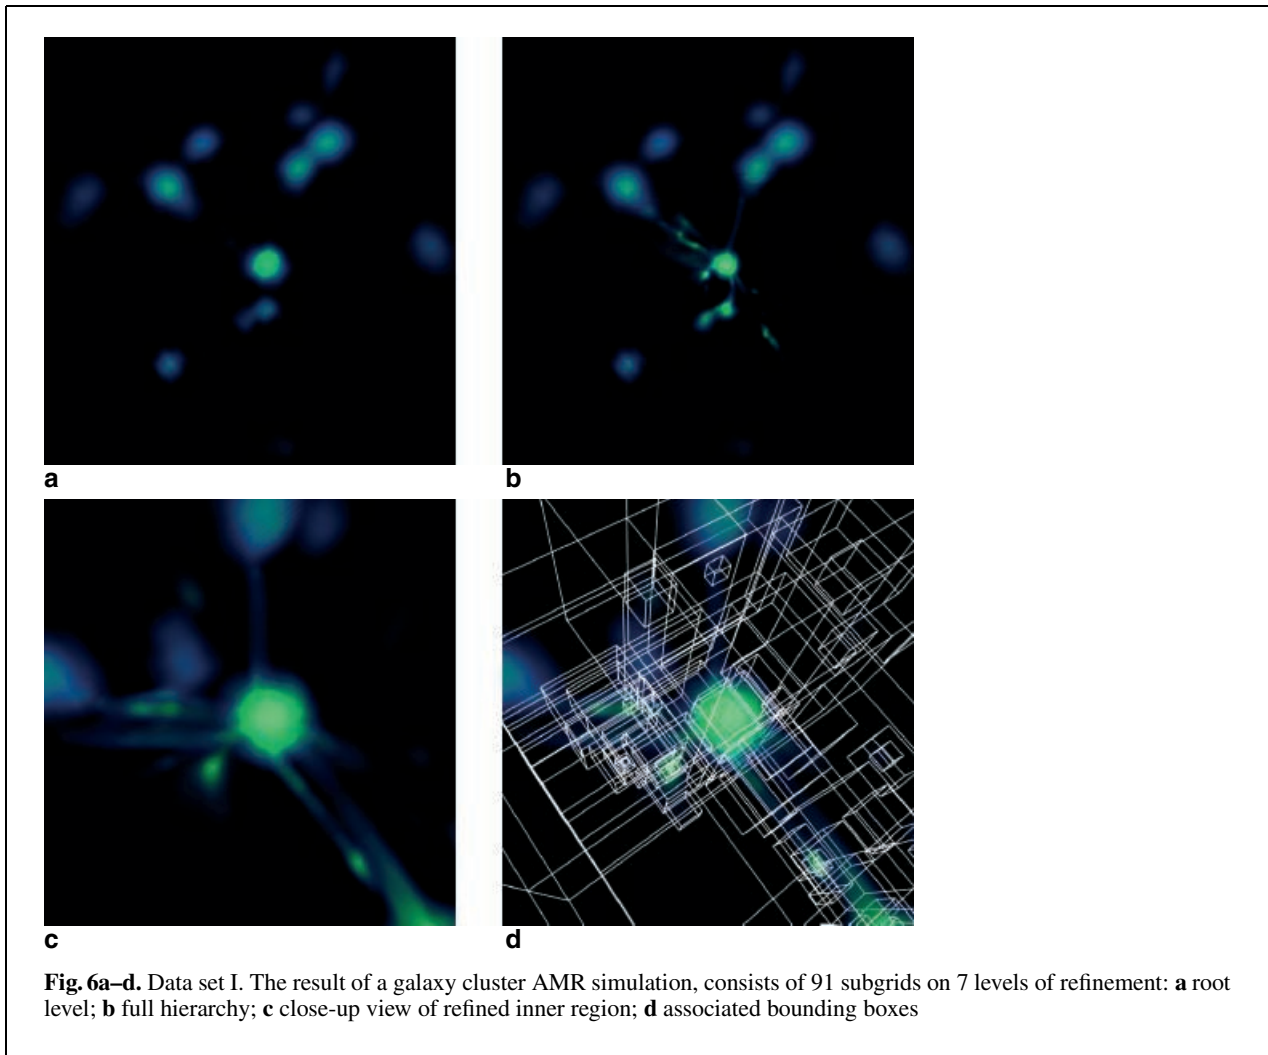 a
b
c
d
Fig. 6a–d. Data set I. The result of a galaxy cluster AMR simulation, consists of 91 subgrids on 7 levels of refinement: a root
level; b full hierarchy; c close-up view of refined inner region; d associated bounding boxes